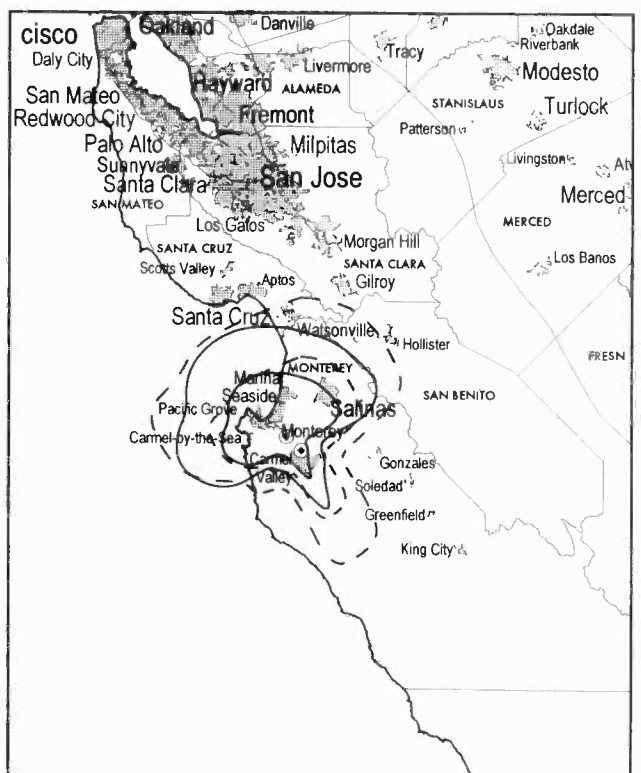 Oakland
Danville
Oakdale
cisco
Riverbank
Daly City
Tracy
Livermore
Modesto
Hayward
ALAMEDA
San Mateo
STANISLAUS
Turlock
Redwood City
Fremont
Patterson
Palo Alto
Milpitas
Sunnyvale
Livingston
At
Santa Clara
San Jose
Merced
SAN MATEO
Los Gatos
MERCED
Morgan Hill
SANTA CRUZ
SANTA CLARA
Los Banos
Scotts Valley
Aptos
Gilroy
Santa Cruz
Watsonville
Hollister
FRESN
MONTEREY
Marina
SAN BENITO
Seaside
Pacific Grove
Salinas
Monterey
Carmel-by-the-Sea
Carmel
Valley
Gonzales
Soledad
Greenfield
King City